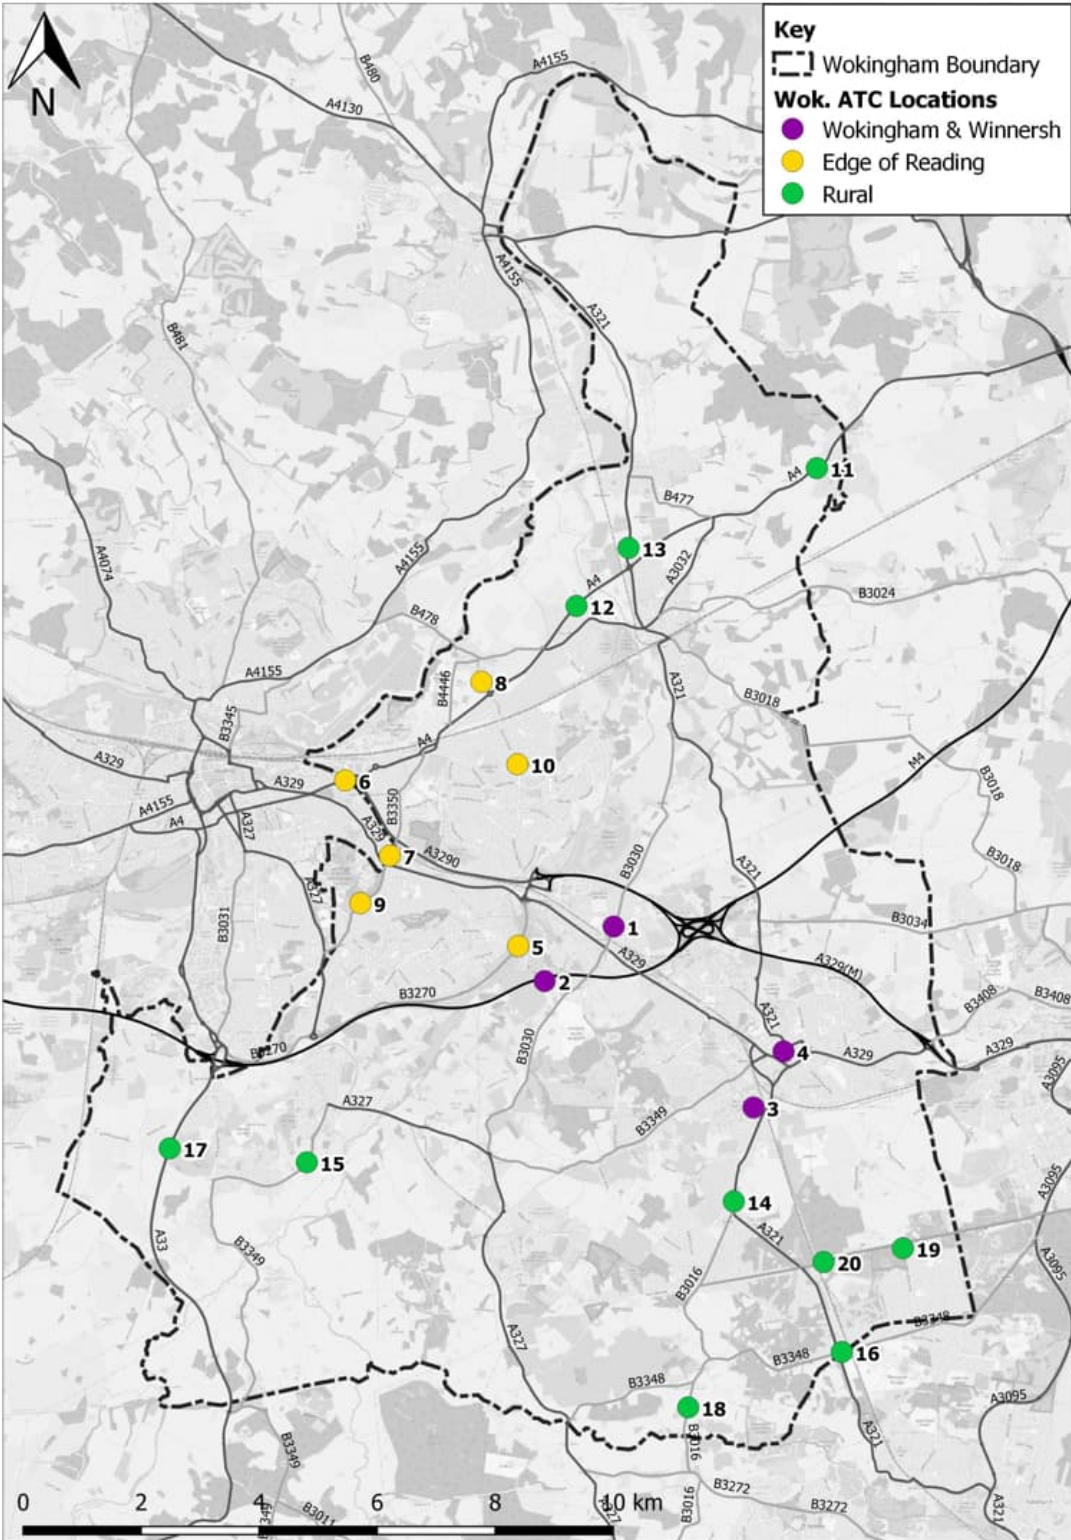 Key
Wokingham Boundary
Wok. ATC Locations
Wokingham & Winnersh
Edge of Reading
Rural
N
A4155
B480
A4130
A4155
A321
B481
11
A4
B477
13
A4155
A3032
A4074
A4
12
B3024
B478
A4155
8
B4446
A321
B3018
B3345
A4
M4
A329
10
A329
6
B3018
A4155
B3350
A4
A327
A329
7
A3290
B3030
B3018
A321
A327
9
B3031
B3034
1
5
A329
A329(M)
2
B3270
B3408
B3408
A321
B3030
B3270
4
A329
A329
A3095
A327
3
B3349
17
15
A3095
14
A321
A33
B3349
19
20
A3095
B3016
B3348
A327
16
B3348
B3348
A3095
18
B3016
A321
B3349
B3272
B3016
B3272
0
2
4
6
8
10 km
B3011
A327
A321